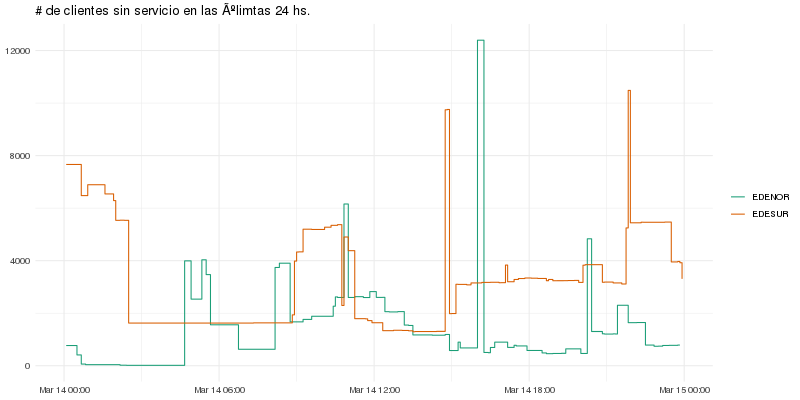 # de clientes sin servicio en las Ãºlimtas 24 hs.
12000
8000
4000
0
EDENOR
EDESUR
Mar 14 00:00
Mar 14 06:00
Mar 14 12:00
Mar 14 18:00
Mar 15 00:00